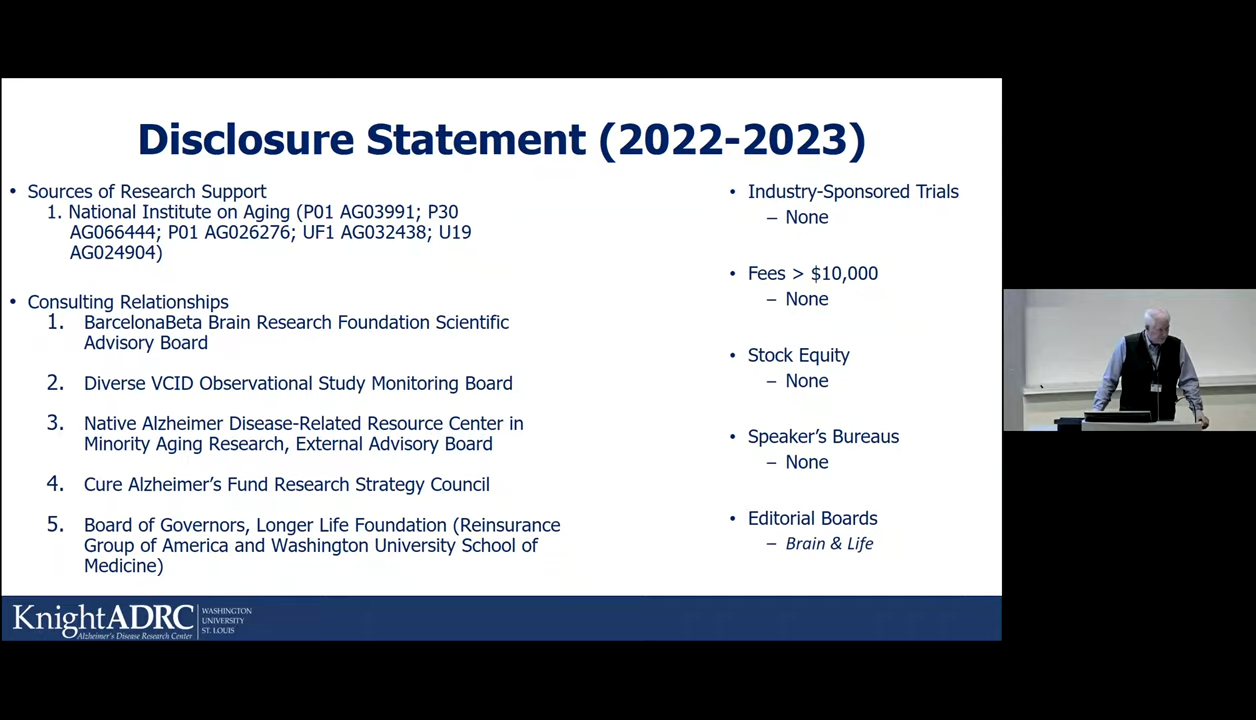 Disclosure Statement (2022-2023)
• Sources of Research Support
1. National Institute on Aging (P01 AG03991; P30
AG066444; P01 AG026276; UF1 AG032438; U19
AG024904)
• Consulting Relationships
1. BarcelonaBeta Brain Research Foundation Scientific
Advisory Board
2. Diverse VCID Observational Study Monitoring Board
3. Native Alzheimer Disease-Related Resource Center in
Minority Aging Research, External Advisory Board
4. Cure Alzheimer's Fund Research Strategy Council
5. Board of Governors, Longer Life Foundation (Reinsurance
Group of America and Washington University School of
Medicine)
• Industry-Sponsored Trials
– None
• Fees > $10,000
– None
• Stock Equity
– None
• Speaker's Bureaus
– None
• Editorial Boards
– Brain & Life
KnightADRC
Alzheimer's Disease Research Center
WASHINGTON
UNIVERSITY
ST. LOUIS